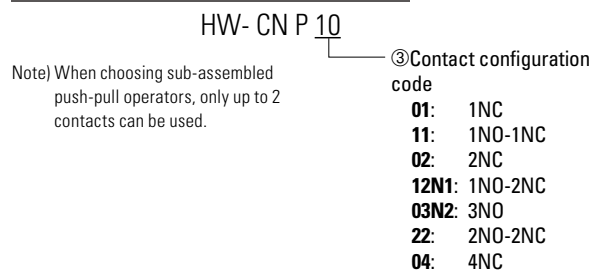 HW- CN P 10
③Contact configuration
code
Note) When choosing sub-assembled
push-pull operators, only up to 2
contacts can be used.
01: 1NC
11: 1NO-1NC
02: 2NC
12N1: 1NO-2NC
03N2: 3NO
22: 2NO-2NC
04: 4NC